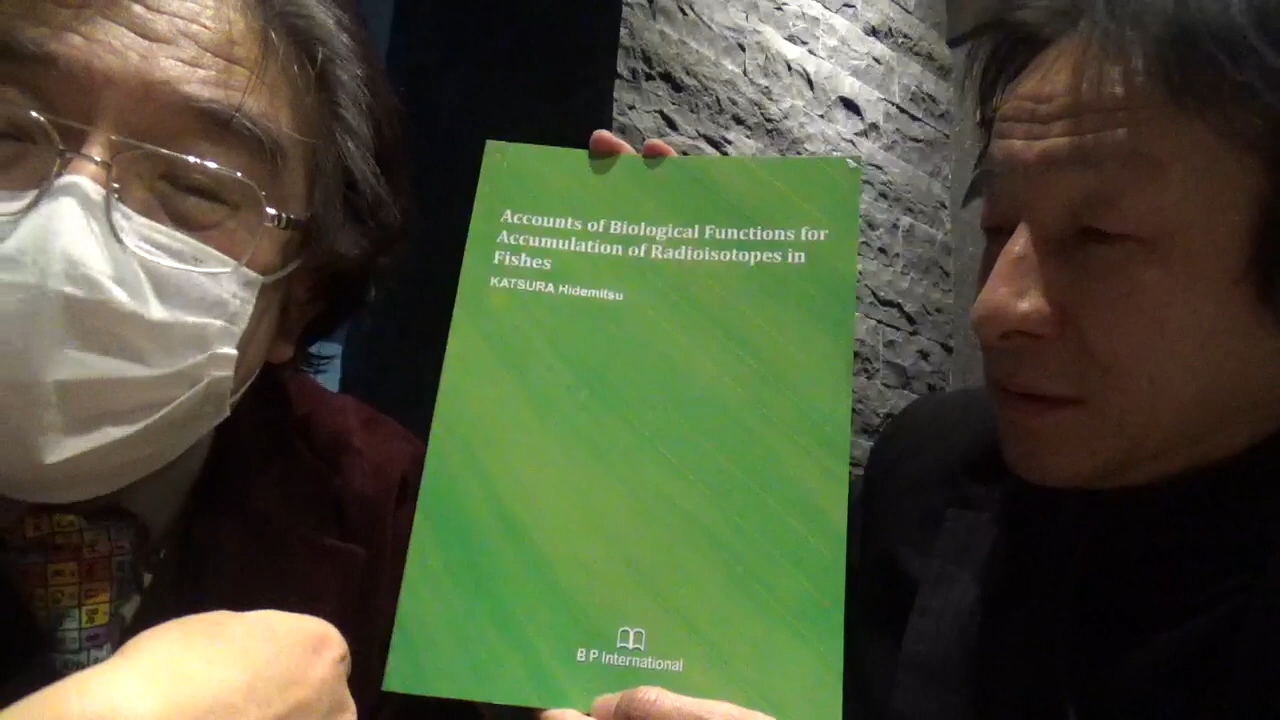 Accounts of Biological Functions for
Accumulation of Radioisotopes in
Fishes
KATSURA Hidemitsu
B P International